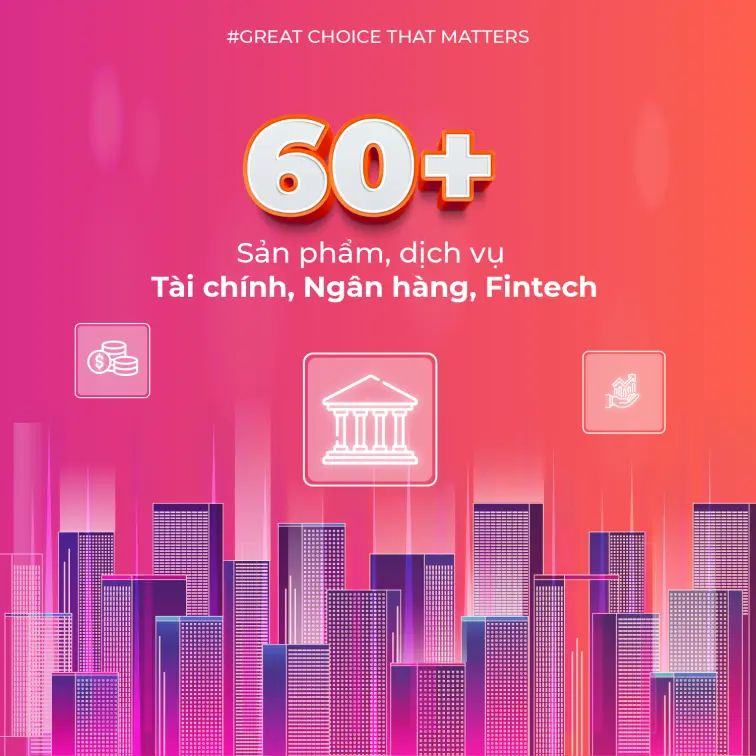 #GREAT CHOICE THAT MATTERS
60+
Sản phẩm, dịch vụ
Tài chính, Ngân hàng, Fintech
$